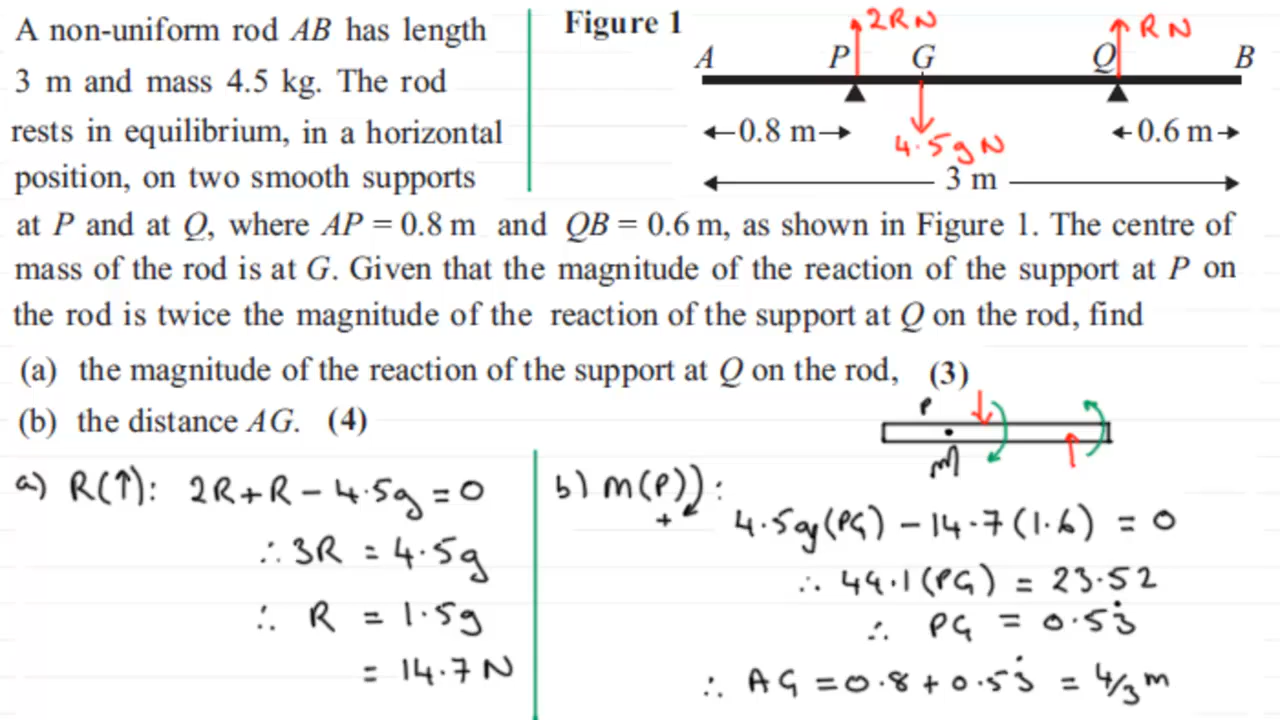 A non-uniform rod AB has length
3 m and mass 4.5 kg. The rod
rests in equilibrium, in a horizontal
position, on two smooth supports
Figure 1
2RN
RN
A P G Q B
0.8 m
4.5gN
0.6 m
3 m
at P and at Q, where AP = 0.8 m and QB = 0.6 m, as shown in Figure 1. The centre of
mass of the rod is at G. Given that the magnitude of the reaction of the support at P on
the rod is twice the magnitude of the reaction of the support at Q on the rod, find
(a) the magnitude of the reaction of the support at Q on the rod, (3)
(b) the distance AG. (4)
P
M
a) R(↑): 2R+R-4.5g=0
∴3R = 4.5g
∴ R = 1.5g
= 14.7 N
b) M(P)):
+
4.5g(PG) - 14.7(1.6) = 0
∴ 44.1(PG) = 23.52
∴ PG = 0.53̇
∴ AG = 0.8 + 0.53̇ = 4/3 m